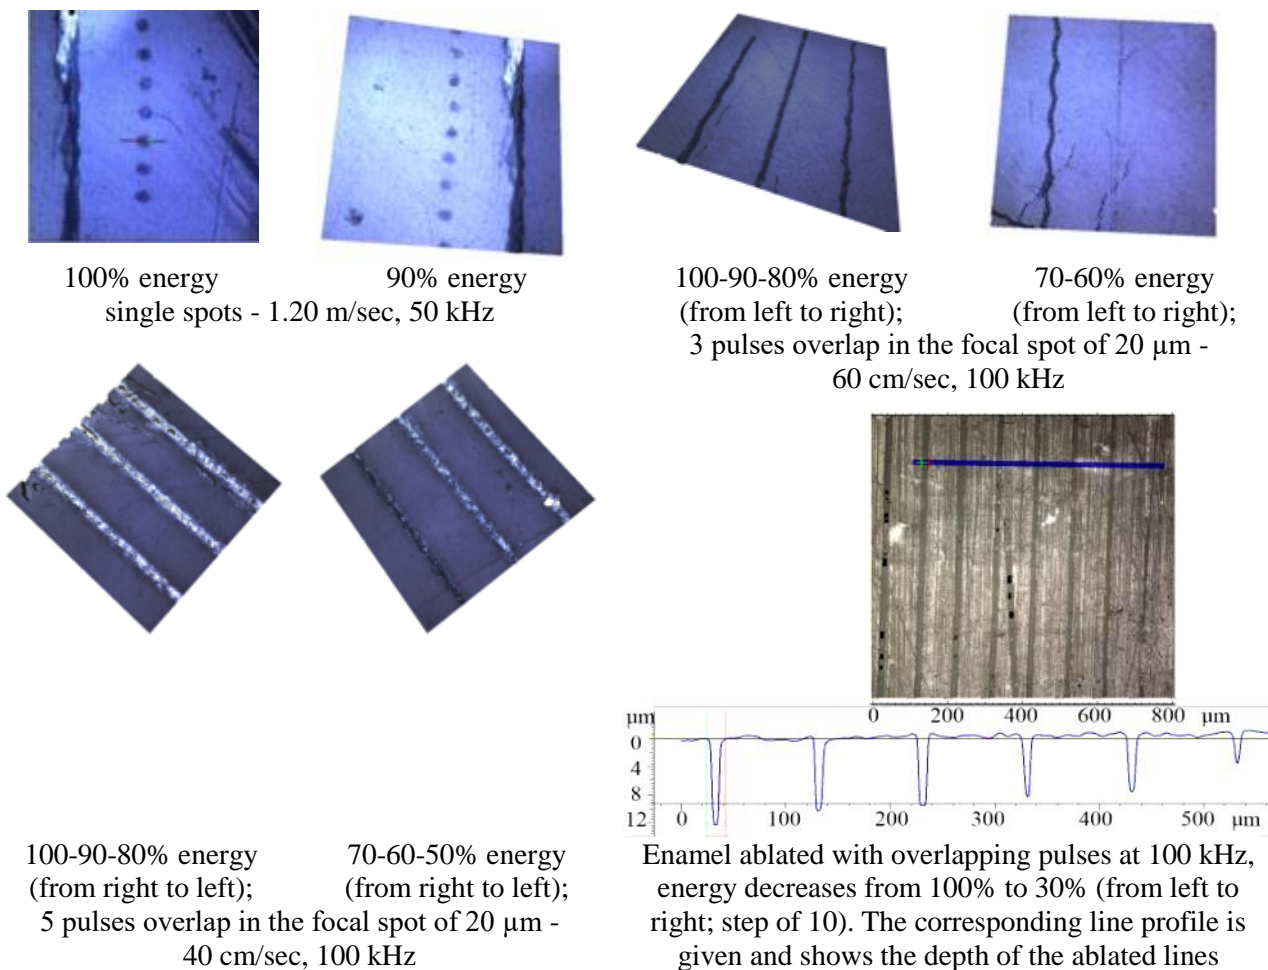 100% energy
90% energy
single spots - 1.20 m/sec, 50 kHz
100-90-80% energy
(from left to right);
70-60% energy
(from left to right);
3 pulses overlap in the focal spot of 20 µm -
60 cm/sec, 100 kHz
0 200 400 600 800 µm
µm
0
4
8
12
0 100 200 300 400 500 µm
100-90-80% energy
(from right to left);
70-60-50% energy
(from right to left);
5 pulses overlap in the focal spot of 20 µm -
40 cm/sec, 100 kHz
Enamel ablated with overlapping pulses at 100 kHz,
energy decreases from 100% to 30% (from left to
right; step of 10). The corresponding line profile is
given and shows the depth of the ablated lines